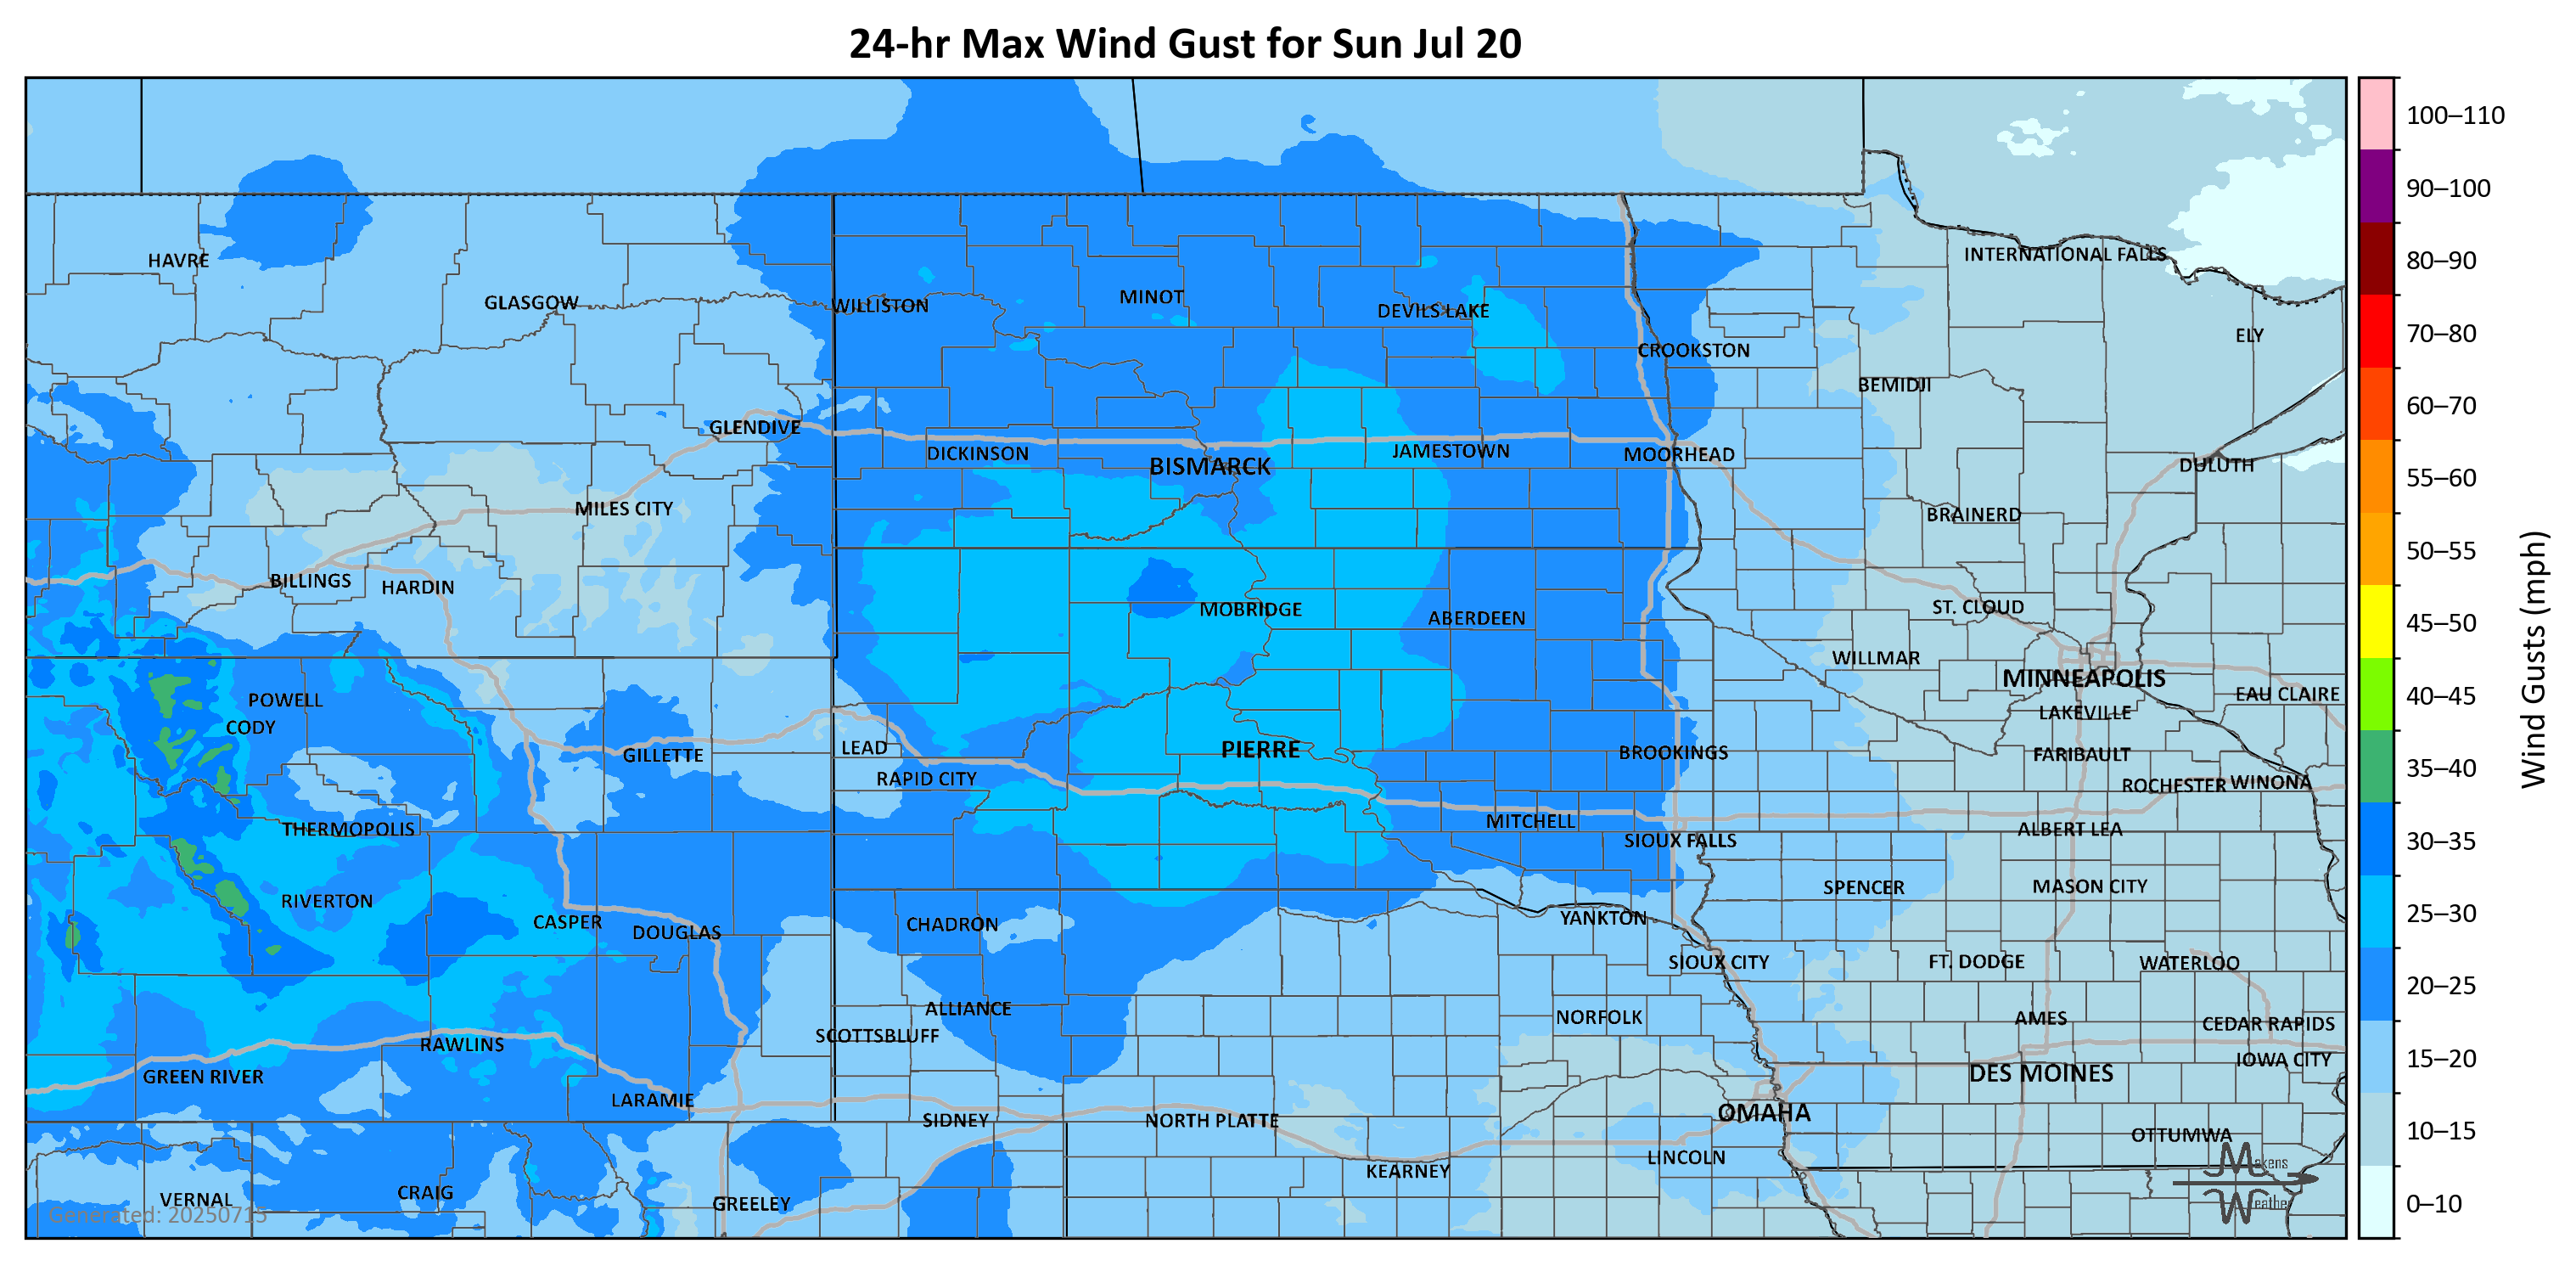 24-hr Max Wind Gust for Sun Jul 20
HAVRE
GLASGOW
WILLISTON
MINOT
DEVILS LAKE
CROOKSTON
INTERNATIONAL FALLS
ELY
BEMIDJI
GLENDIVE
DICKINSON
BISMARCK
JAMESTOWN
MOORHEAD
DULUTH
MILES CITY
BRAINERD
BILLINGS
HARDIN
MOBRIDGE
ABERDEEN
ST. CLOUD
WILLMAR
MINNEAPOLIS
EAU CLAIRE
LAKEVILLE
POWELL
CODY
GILLETTE
LEAD
RAPID CITY
PIERRE
BROOKINGS
FARIBAULT
ROCHESTER
WINONA
THERMOPOLIS
MITCHELL
SIOUX FALLS
ALBERT LEA
RIVERTON
CASPER
DOUGLAS
CHADRON
YANKTON
SPENCER
MASON CITY
SIOUX CITY
FT. DODGE
WATERLOO
ALLIANCE
SCOTTSBLUFF
NORFOLK
AMES
CEDAR RAPIDS
IOWA CITY
RAWLINS
GREEN RIVER
LARAMIE
SIDNEY
NORTH PLATTE
OMAHA
DES MOINES
OTTUMWA
KEARNEY
LINCOLN
VERNAL
CRAIG
GREELEY
Generated: 20250715
Makens
Weather
100–110
90–100
80–90
70–80
60–70
55–60
50–55
45–50
40–45
35–40
30–35
25–30
20–25
15–20
10–15
0–10
Wind Gusts (mph)